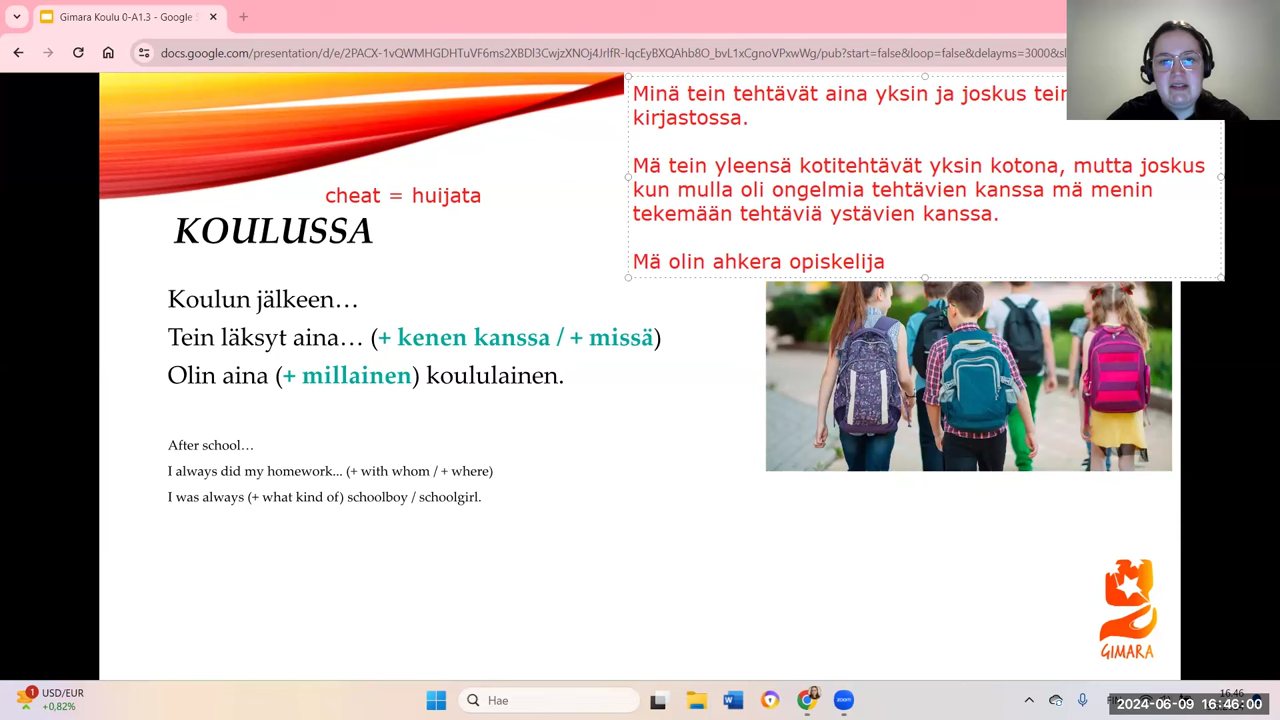 Gimara Koulu 0-A1.3 - Google S
docs.google.com/presentation/d/e/2PACX-1vQWMHGDHTuVF6ms2XBDl3CwjzXNOj4JrlfR-lqcEyBXQAhb8O_bvL1xCgnoVPxwWg/pub?start=false&loop=false&delayms=3000&sl
Minä tein tehtävät aina yksin ja joskus tein
kirjastossa.
Mä tein yleensä kotitehtävät yksin kotona, mutta joskus
kun mulla oli ongelmia tehtävien kanssa mä menin
tekemään tehtäviä ystävien kanssa.
Mä olin ahkera opiskelija
cheat = huijata
KOULUSSA
Koulun jälkeen…
Tein läksyt aina… (+ kenen kanssa / + missä)
Olin aina (+ millainen) koululainen.
After school…
I always did my homework... (+ with whom / + where)
I was always (+ what kind of) schoolboy / schoolgirl.
GIMARA
1
USD/EUR
+0.82%
Hae
zoom
16.46
2024-06-09 16:46:00